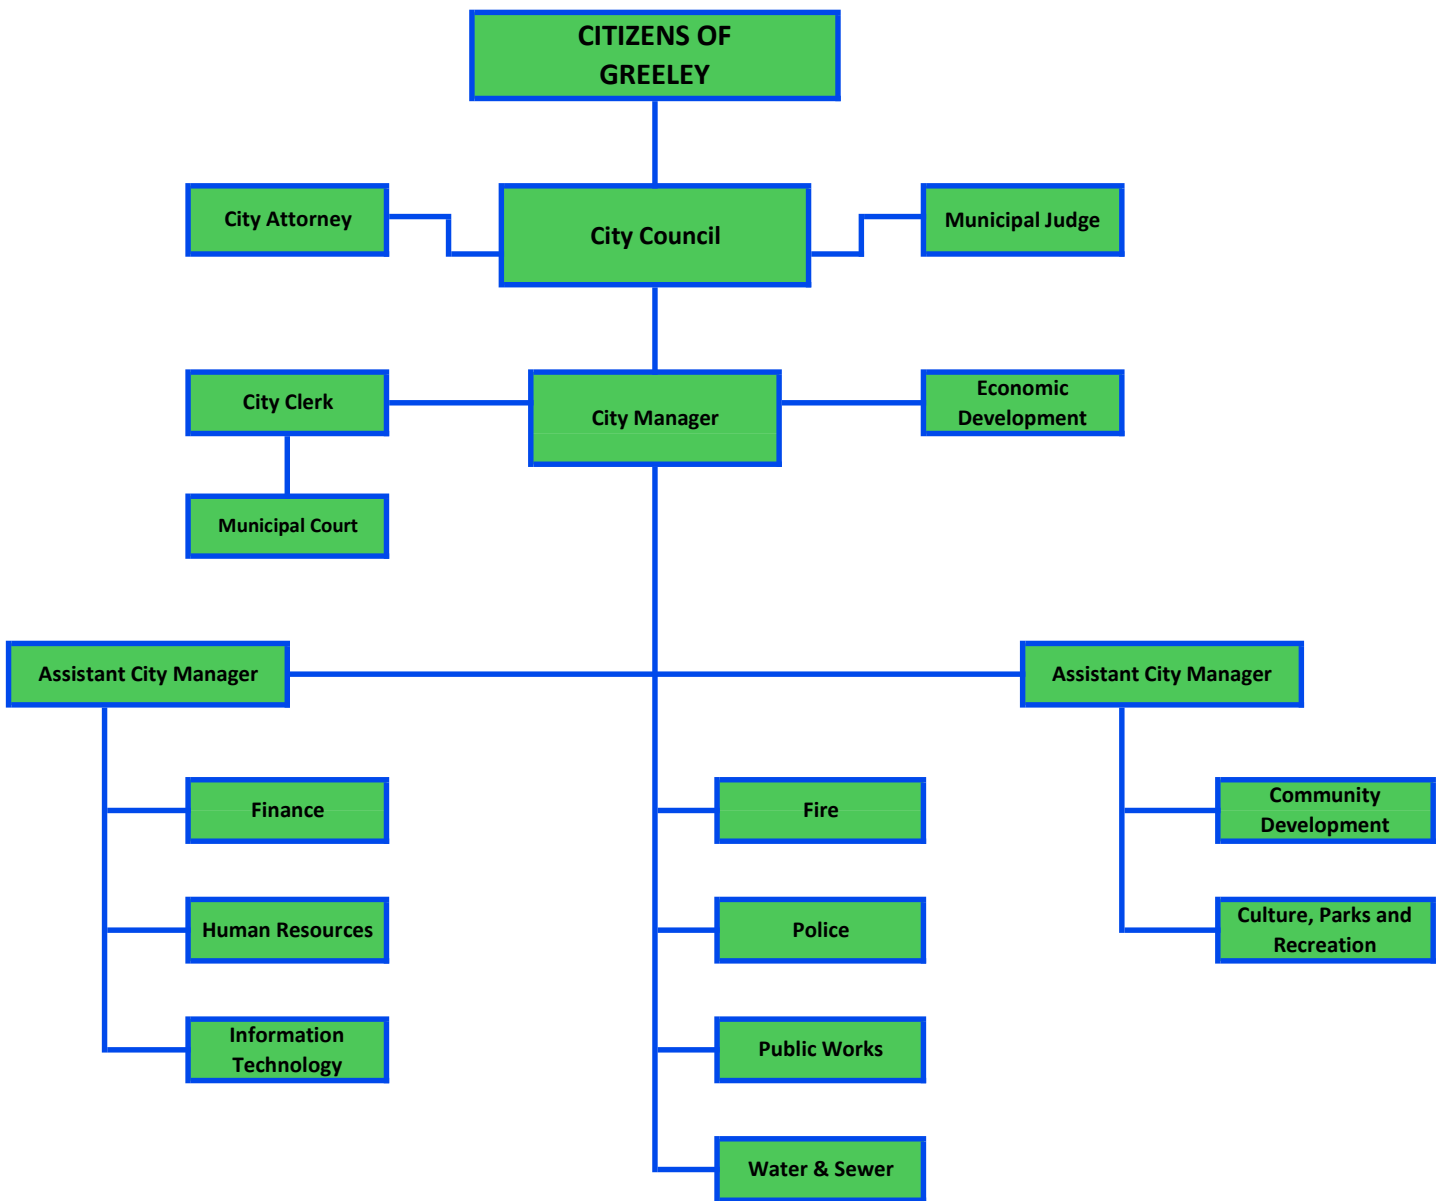 CITIZENS OF
GREELEY
City Attorney
City Council
Municipal Judge
City Clerk
City Manager
Economic
Development
Municipal Court
Assistant City Manager
Assistant City Manager
Finance
Fire
Community
Development
Human Resources
Police
Culture, Parks and
Recreation
Information
Technology
Public Works
Water & Sewer